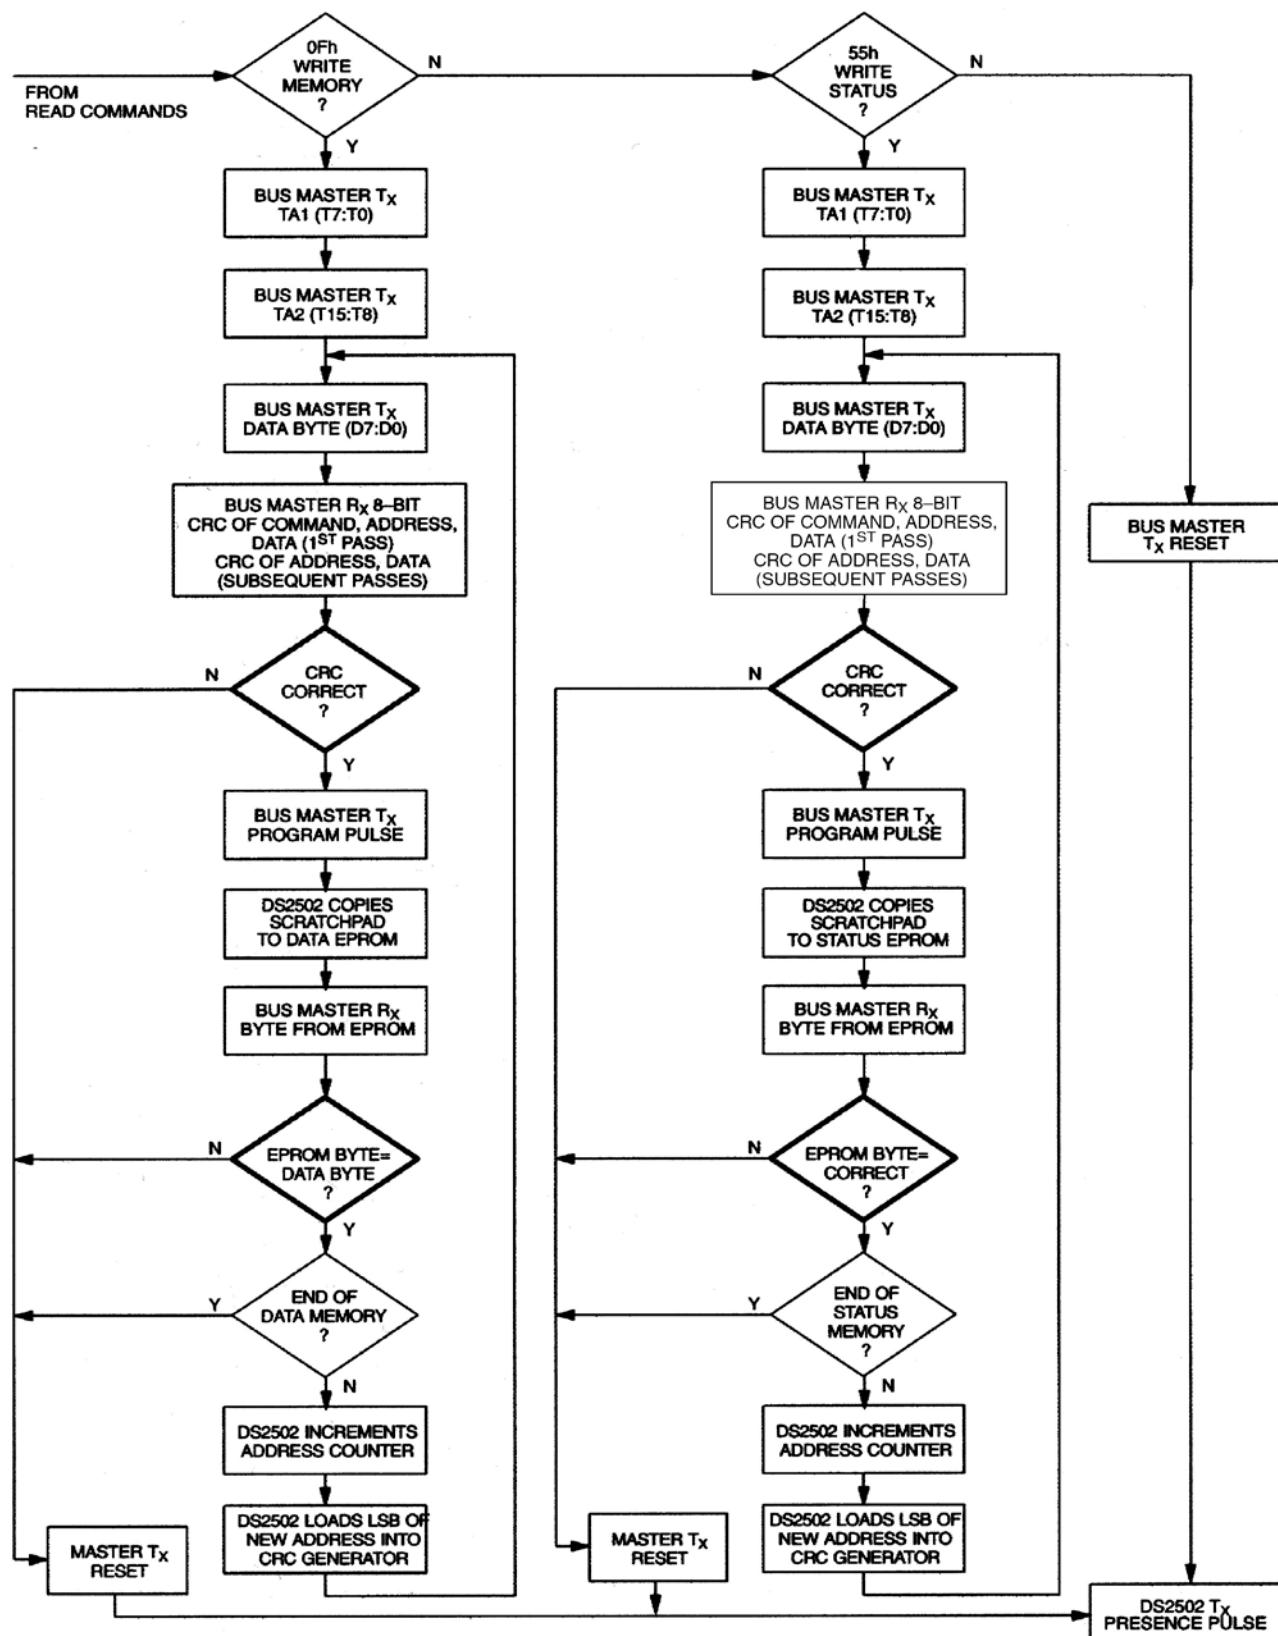 0Fh
WRITE
MEMORY
?
N
Y
FROM
READ COMMANDS
BUS MASTER TX
TA1 (T7:T0)
BUS MASTER TX
TA2 (T15:T8)
BUS MASTER TX
DATA BYTE (D7:D0)
BUS MASTER RX 8–BIT
CRC OF COMMAND, ADDRESS,
DATA (1ST PASS)
CRC OF ADDRESS, DATA
(SUBSEQUENT PASSES)
N
CRC
CORRECT
?
Y
BUS MASTER TX
PROGRAM PULSE
DS2502 COPIES
SCRATCHPAD
TO DATA EPROM
BUS MASTER RX
BYTE FROM EPROM
N
EPROM BYTE=
DATA BYTE
?
Y
Y
END OF
DATA MEMORY
?
N
DS2502 INCREMENTS
ADDRESS COUNTER
DS2502 LOADS LSB OF
NEW ADDRESS INTO
CRC GENERATOR
MASTER TX
RESET
55h
WRITE
STATUS
?
N
Y
BUS MASTER TX
TA1 (T7:T0)
BUS MASTER TX
TA2 (T15:T8)
BUS MASTER TX
DATA BYTE (D7:D0)
BUS MASTER RX 8–BIT
CRC OF COMMAND, ADDRESS,
DATA (1ST PASS)
CRC OF ADDRESS, DATA
(SUBSEQUENT PASSES)
N
CRC
CORRECT
?
Y
BUS MASTER TX
PROGRAM PULSE
DS2502 COPIES
SCRATCHPAD
TO STATUS EPROM
BUS MASTER RX
BYTE FROM EPROM
N
EPROM BYTE=
CORRECT
?
Y
Y
END OF
STATUS
MEMORY
?
N
DS2502 INCREMENTS
ADDRESS COUNTER
DS2502 LOADS LSB OF
NEW ADDRESS INTO
CRC GENERATOR
MASTER TX
RESET
BUS MASTER
TX RESET
DS2502 TX
PRESENCE PULSE